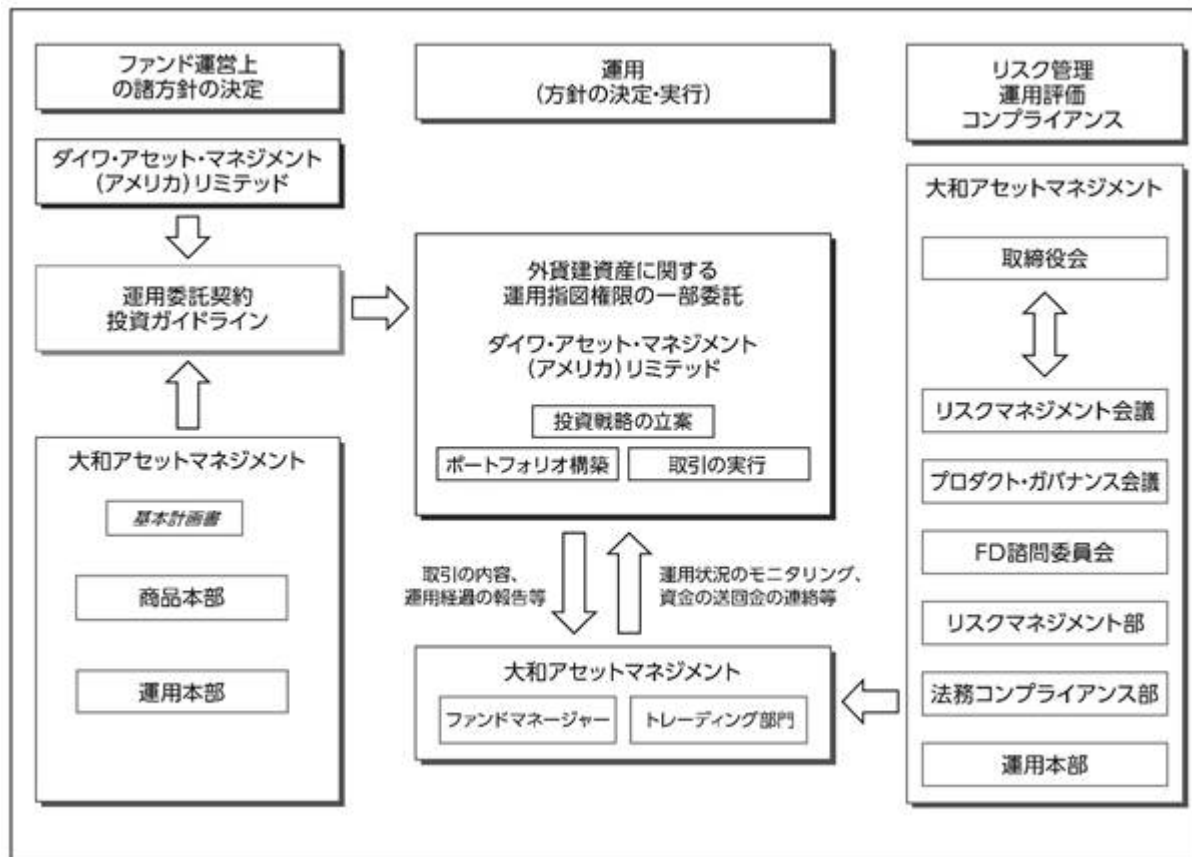 ファンド運営上
の諸方針の決定
ダイワ・アセット・マネジメント
(アメリカ)リミテッド
運用委託契約
投資ガイドライン
大和アセットマネジメント
基本計画書
商品本部
運用本部
運用
(方針の決定・実行)
外貨建資産に関する
運用指図権限の一部委託
ダイワ・アセット・マネジメント
(アメリカ)リミテッド
投資戦略の立案
ポートフォリオ構築
取引の実行
取引の内容、
運用経過の報告等
運用状況のモニタリング、
資金の送回金の連絡等
大和アセットマネジメント
ファンドマネージャー
トレーディング部門
リスク管理
運用評価
コンプライアンス
大和アセットマネジメント
取締役会
リスクマネジメント会議
プロダクト・ガバナンス会議
FD諮問委員会
リスクマネジメント部
法務コンプライアンス部
運用本部